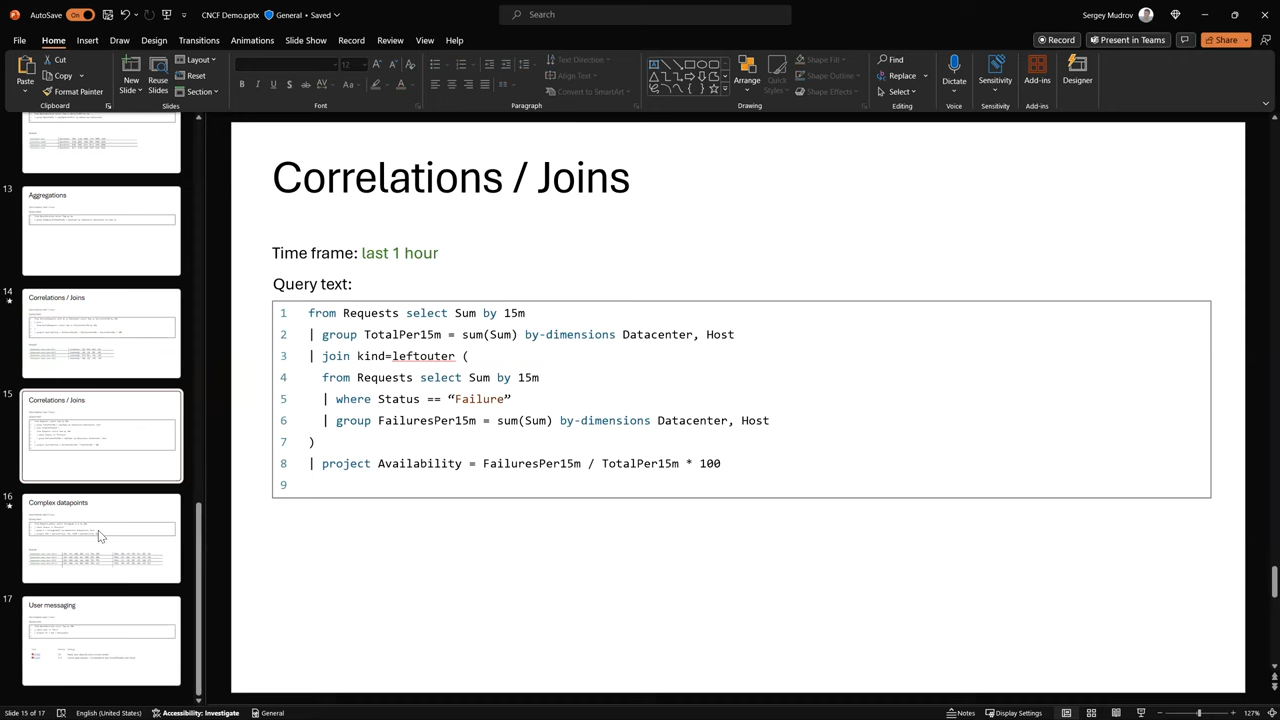 AutoSave On CNCF Demo.pptx General • Saved Search Sergey Mudrov
File Home Insert Draw Design Transitions Animations Slide Show Record Review View Help Record Present in Teams Share
Paste Cut Copy Format Painter Clipboard
New Slide Reuse Slides Layout Reset Section Slides
12 Font
Text Direction Align Text Convert to SmartArt Paragraph
Arrange Quick Styles Shape Fill Shape Outline Shape Effects Drawing
Find Replace Select Editing
Dictate Voice
Sensitivity Sensitivity
Add-ins Add-ins
Designer
13 Aggregations
14 Correlations / Joins
15 Correlations / Joins
16 Complex datapoints
17 User messaging
Correlations / Joins
Time frame: last 1 hour
Query text:
1 from Requests select Sum by 15m
2 | group TotalPer15m = sum(Sum) by-dimensions Datacenter, Host
3 | join kind=leftouter (
4 from Requests select Sum by 15m
5 | where Status == “Failure”
6 | group FailuresPer15m = sum(Sum) by-dimensions Datacenter, Host
7 )
8 | project Availability = FailuresPer15m / TotalPer15m * 100
9
Slide 15 of 17 English (United States) Accessibility: Investigate General Notes Display Settings 127%